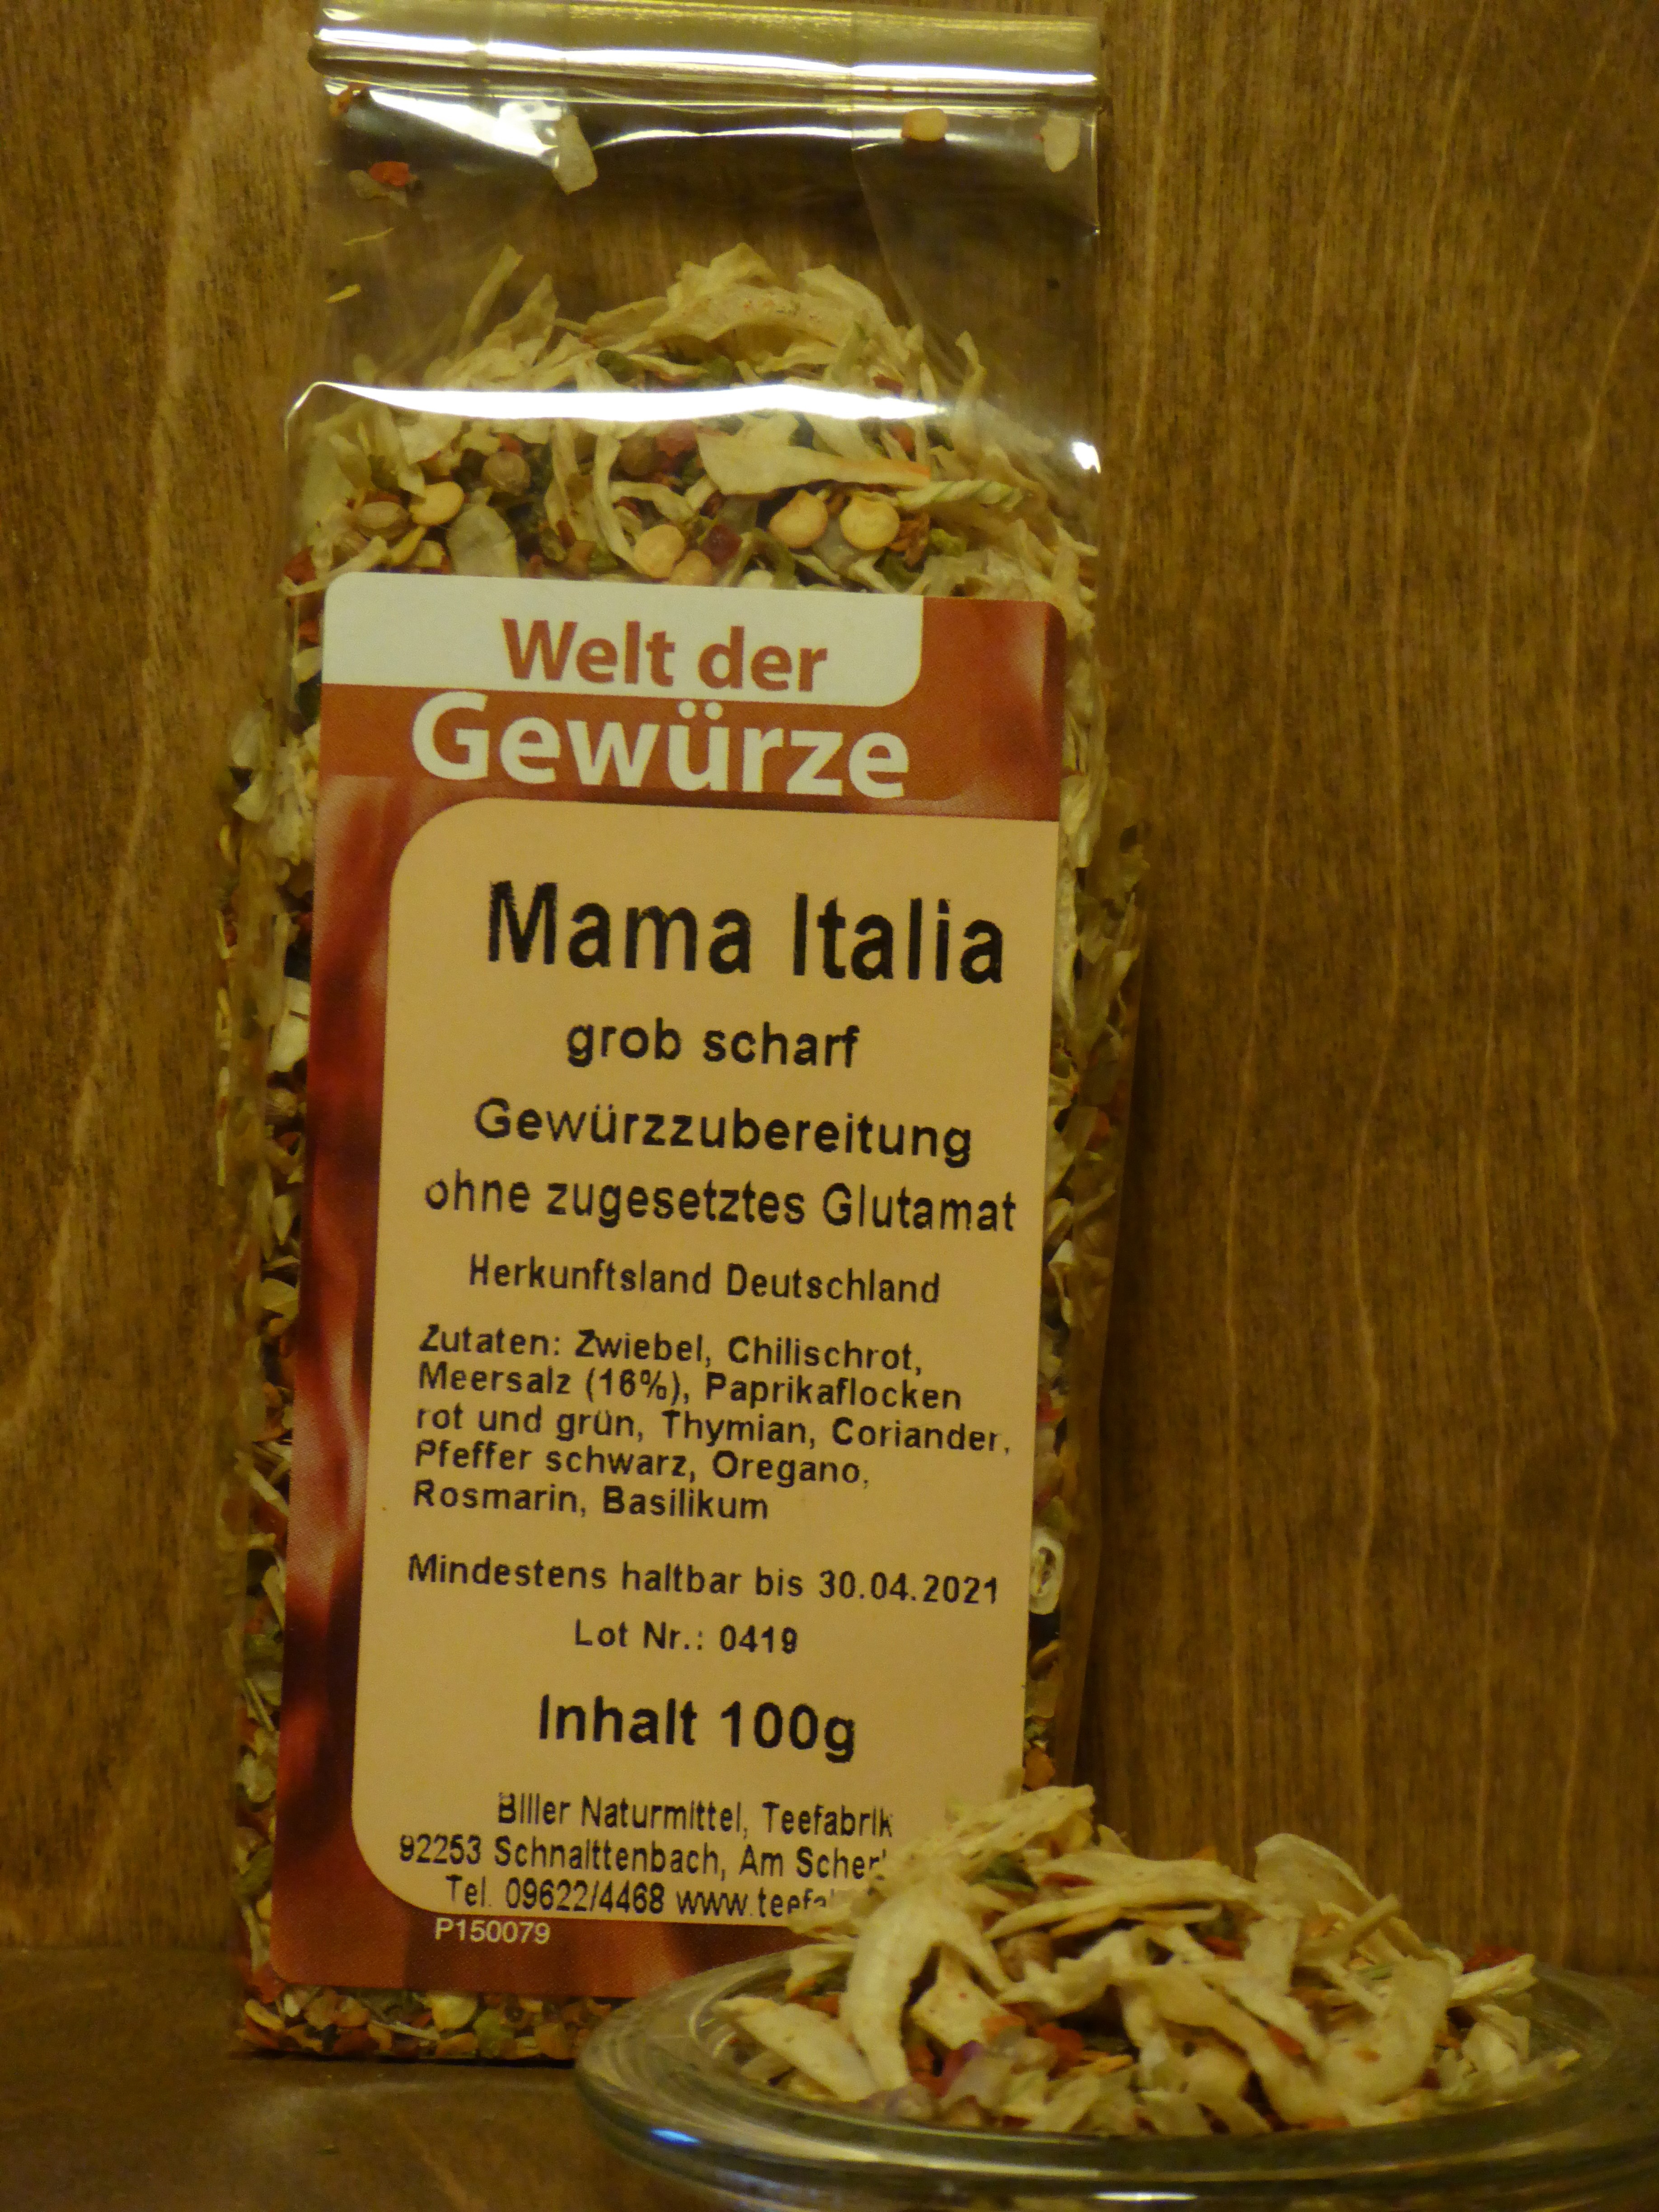 Welt der
Gewürze
Mama Italia
grob scharf
Gewürzzubereitung
ohne zugesetztes Glutamat
Herkunftsland Deutschland
Zutaten: Zwiebel, Chilischrot,
Meersalz (16%), Paprikaflocken
rot und grün, Thymian, Coriander,
Pfeffer schwarz, Oregano,
Rosmarin, Basilikum
Mindestens haltbar bis 30.04.2021
Lot Nr.: 0419
Inhalt 100g
Biller Naturmittel, Teefabrik
92253 Schnaittenbach, Am
Tel. 09622/4468
P150079